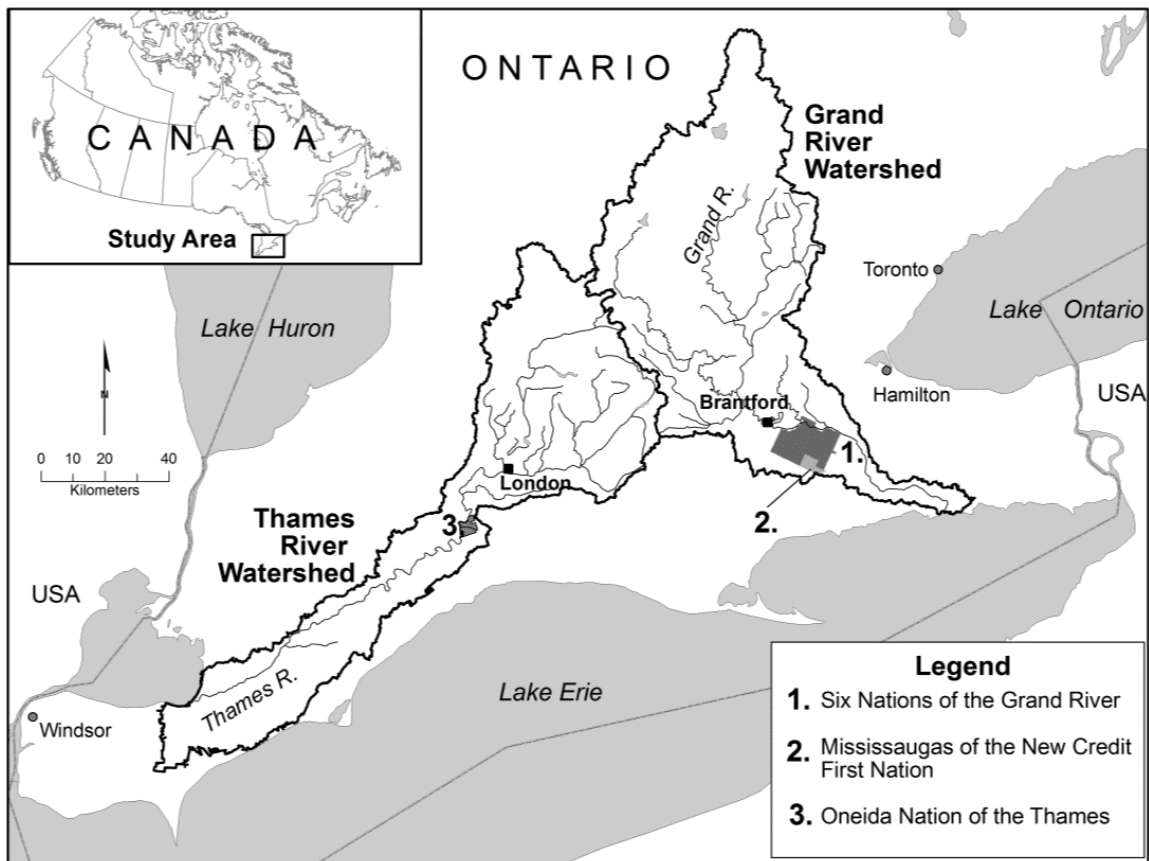 ONTARIO
CANADA
Study Area
Grand
River
Watershed
Grand R.
Toronto
Lake Huron
Lake Ontario
Hamilton
USA
Brantford
0 20 40
Kilometers
1.
London
2.
3.
Thames
River
Watershed
USA
Thames R.
Lake Erie
Windsor
Legend
1. Six Nations of the Grand River
2. Mississaugas of the New Credit
First Nation
3. Oneida Nation of the Thames